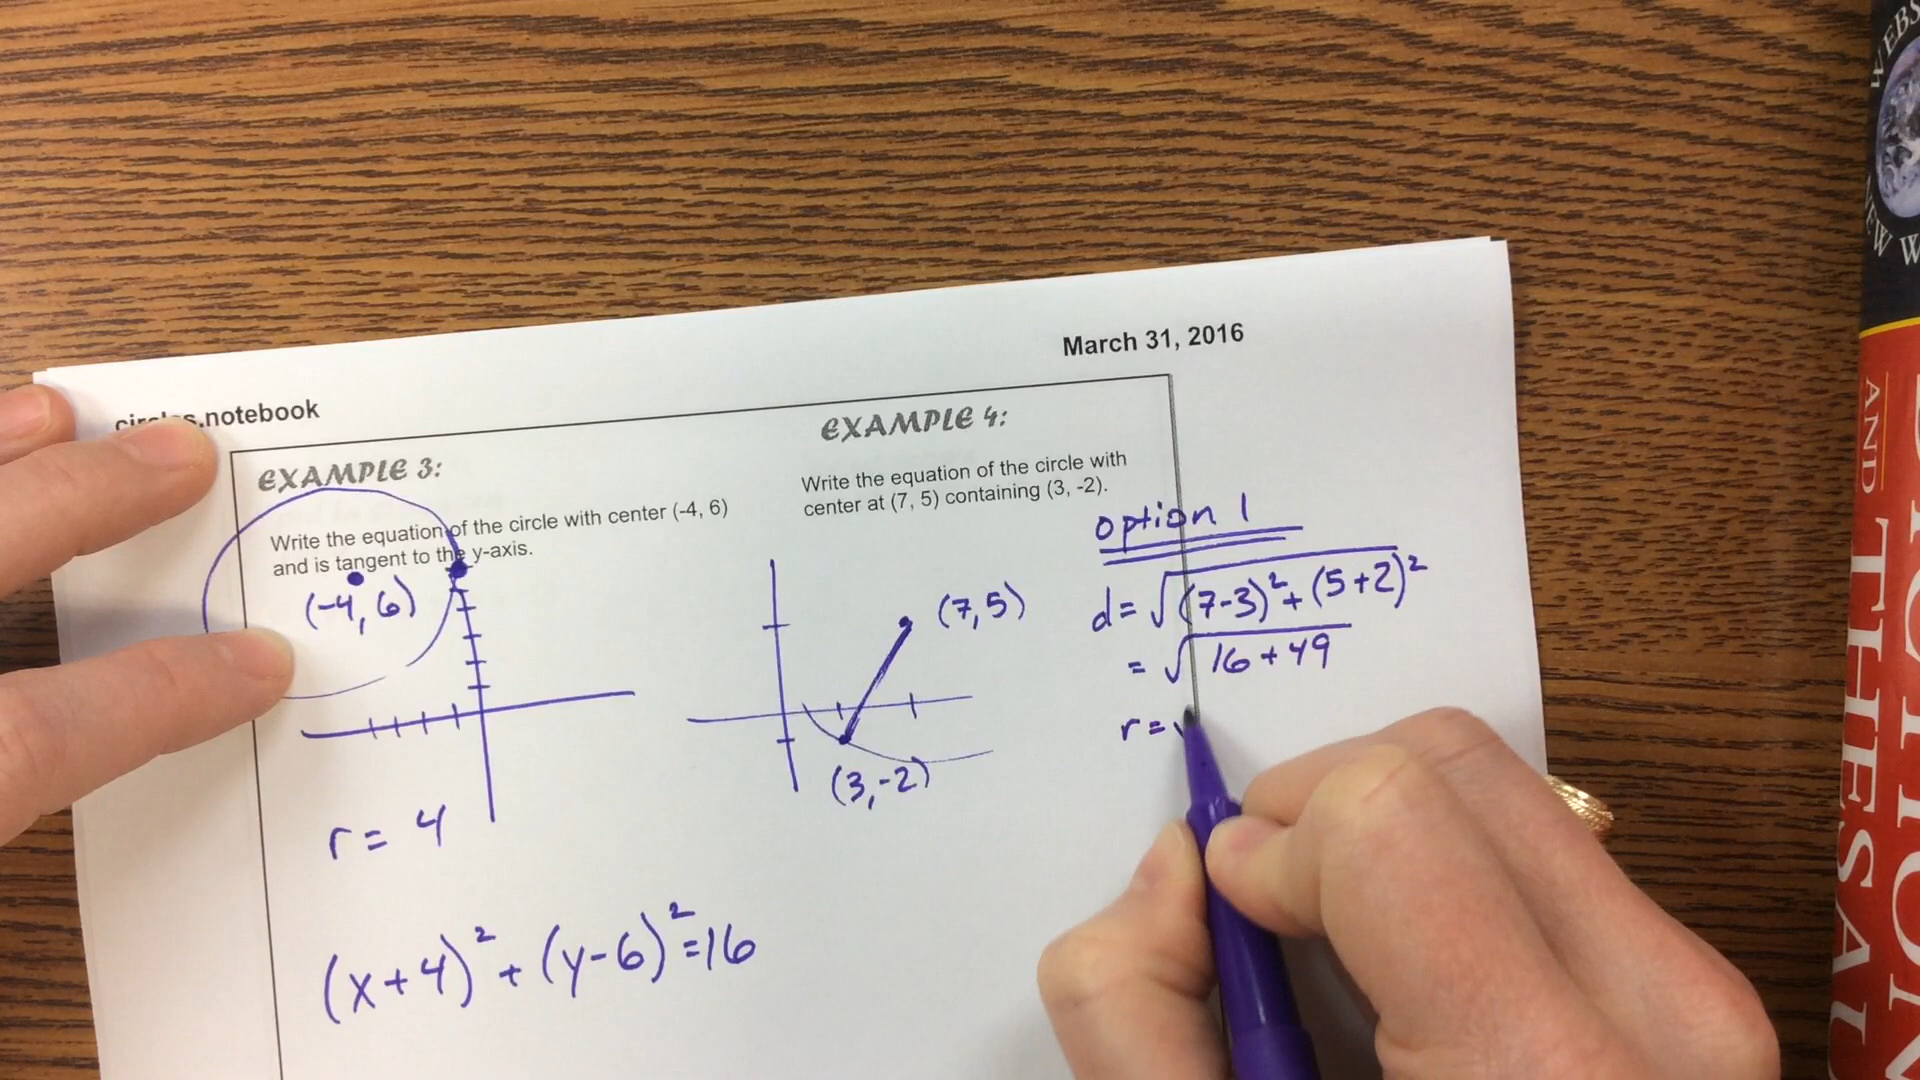 March 31, 2016
circles.notebook
EXAMPLE 3:
Write the equation of the circle with center (-4, 6)
and is tangent to the y-axis.
(-4, 6)
r = 4
(x+4)² + (y-6)² = 16
EXAMPLE 4:
Write the equation of the circle with
center at (7, 5) containing (3, -2).
(7, 5)
(3, -2)
option 1
d = √(7-3)² + (5+2)²
= √16 + 49
r =
NEW
AND